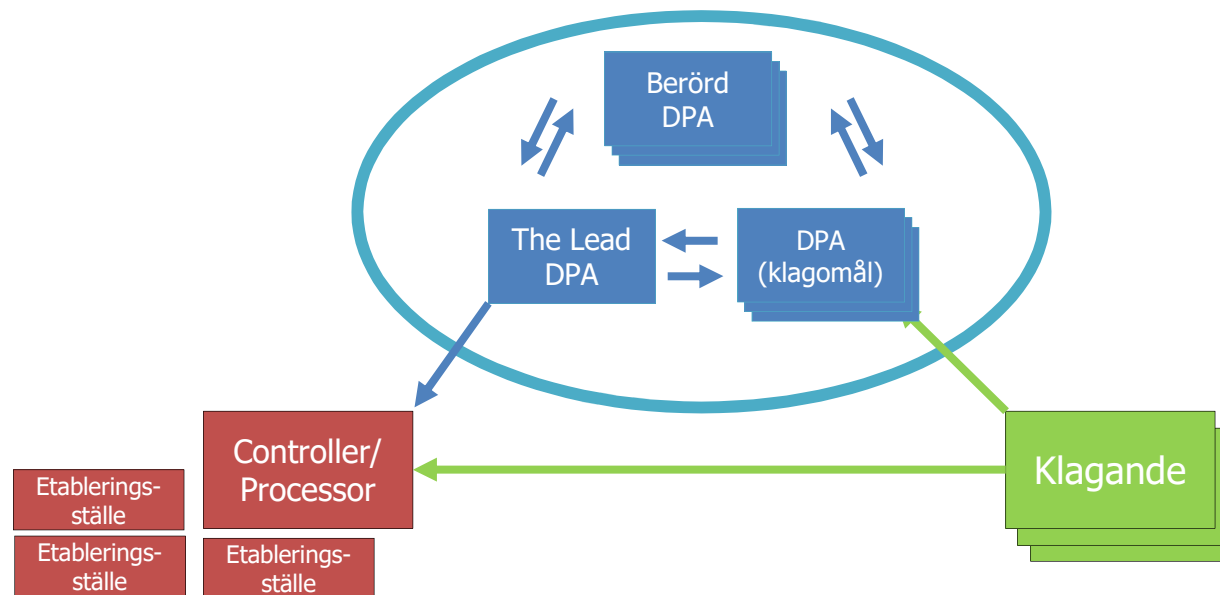 Berörd
DPA
The Lead
DPA
DPA
(klagomål)
Controller/
Processor
Klagande
Etablerings-
ställe
Etablerings-
ställe
Etablerings-
ställe